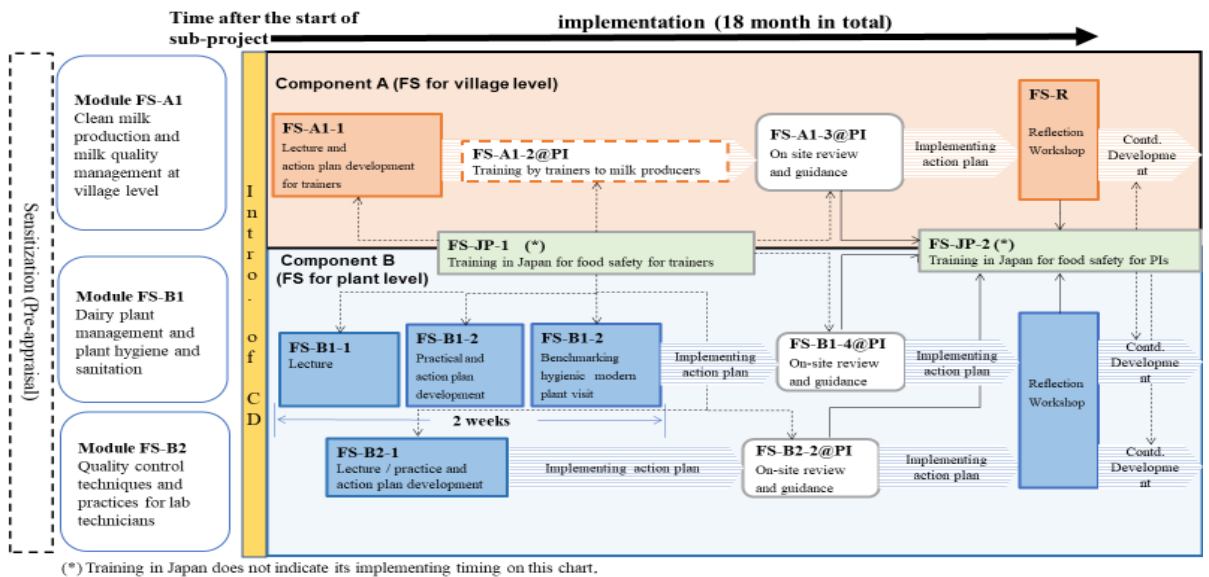 Time after the start of
sub-project
implementation (18 month in total)
Sensitization (Pre-appraisal)
Module FS-A1
Clean milk
production and
milk quality
management at
village level
Module FS-B1
Dairy plant
management and
plant hygiene and
sanitation
Module FS-B2
Quality control
techniques and
practices for lab
technicians
Intro. of CD
Component A (FS for village level)
FS-A1-1
Lecture and
action plan development
for trainers
FS-A1-2@PI
Training by trainers to milk producers
FS-A1-3@PI
On site review
and guidance
Implementing
action plan
FS-R
Reflection
Workshop
Contd.
Developme
nt
FS-JP-1 (*)
Training in Japan for food safety for trainers
FS-JP-2 (*)
Training in Japan for food safety for PIs
Component B
(FS for plant level)
FS-B1-1
Lecture
FS-B1-2
Practical and
action plan
development
FS-B1-2
Benchmarking
hygienic modern
plant visit
Implementing
action plan
FS-B1-4@PI
On-site review
and guidance
Implementing
action plan
Reflection
Workshop
Contd.
Developme
nt
2 weeks
FS-B2-1
Lecture / practice and
action plan development
Implementing action plan
FS-B2-2@PI
On-site review
and guidance
Implementing
action plan
Contd.
Developme
nt
(*) Training in Japan does not indicate its implementing timing on this chart.